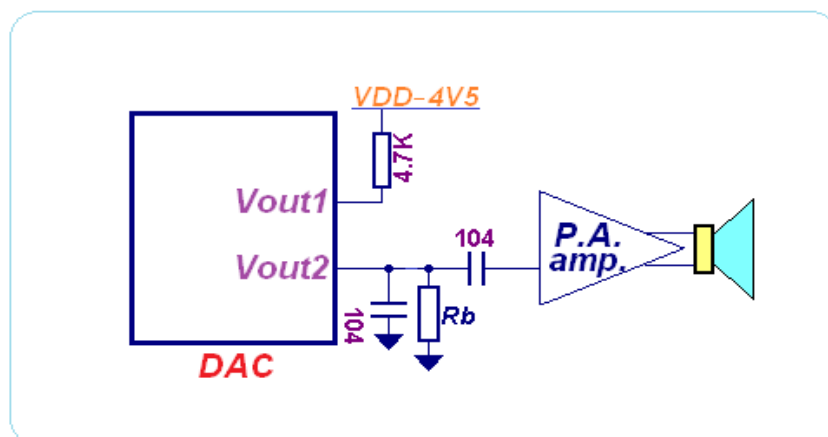 VDD-4V5
4.7K
Vout1
Vout2
104
P.A.
amp.
104
Rb
DAC